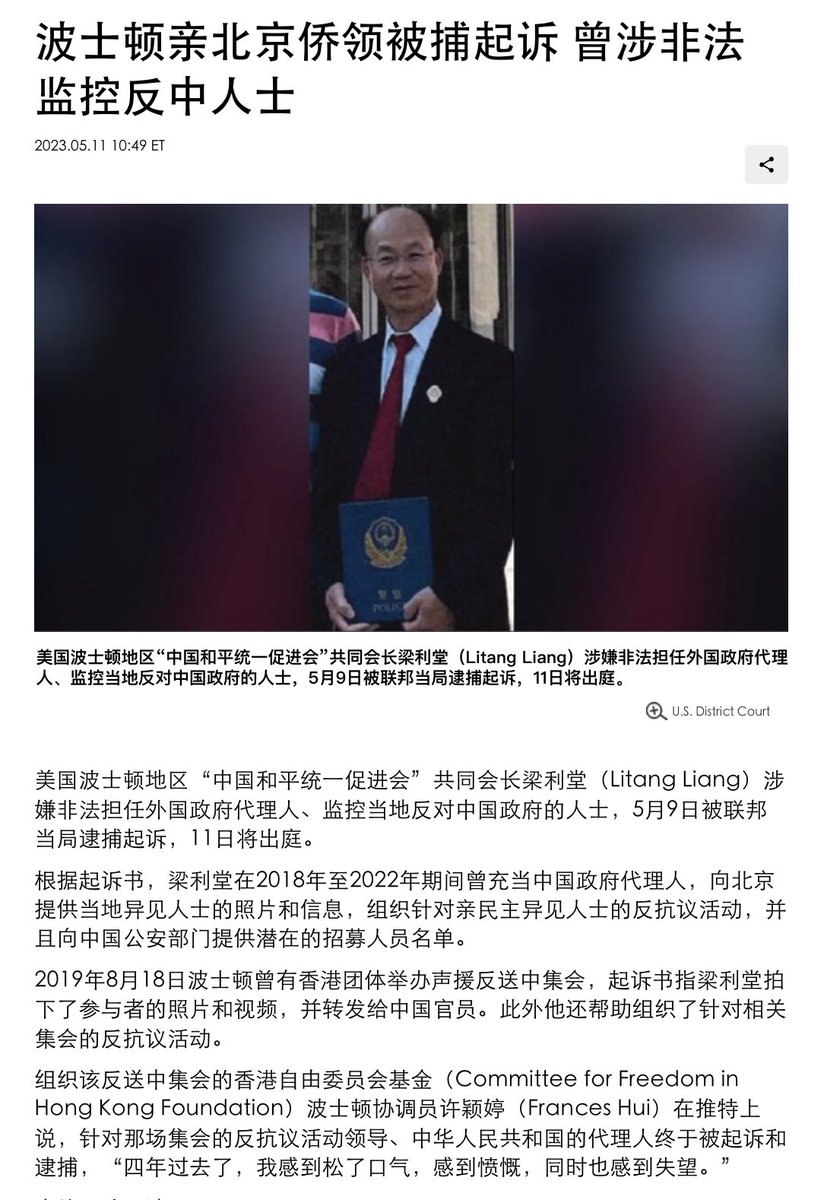 波士顿亲北京侨领被捕起诉 曾涉非法
监控反中人士
2023.05.11 10:49 ET
警察
POLICE
美国波士顿地区“中国和平统一促进会”共同会长梁利堂（Litang Liang）涉嫌非法担任外国政府代理
人、监控当地反对中国政府的人士，5月9日被联邦当局逮捕起诉，11日将出庭。
U.S. District Court
美国波士顿地区“中国和平统一促进会”共同会长梁利堂（Litang Liang）涉
嫌非法担任外国政府代理人、监控当地反对中国政府的人士，5月9日被联邦
当局逮捕起诉，11日将出庭。
根据起诉书，梁利堂在2018年至2022年期间曾充当中国政府代理人，向北京
提供当地异见人士的照片和信息，组织针对亲民主异见人士的反抗议活动，并
且向中国公安部门提供潜在的招募人员名单。
2019年8月18日波士顿曾有香港团体举办声援反送中集会，起诉书指梁利堂拍
下了参与者的照片和视频，并转发给中国官员。此外他还帮助组织了针对相关
集会的反抗议活动。
组织该反送中集会的香港自由委员会基金（Committee for Freedom in
Hong Kong Foundation）波士顿协调员许颖婷（Frances Hui）在推特上
说，针对那场集会的反抗议活动领导、中华人民共和国的代理人终于被起诉和
逮捕，“四年过去了，我感到松了口气，感到愤慨，同时也感到失望。”